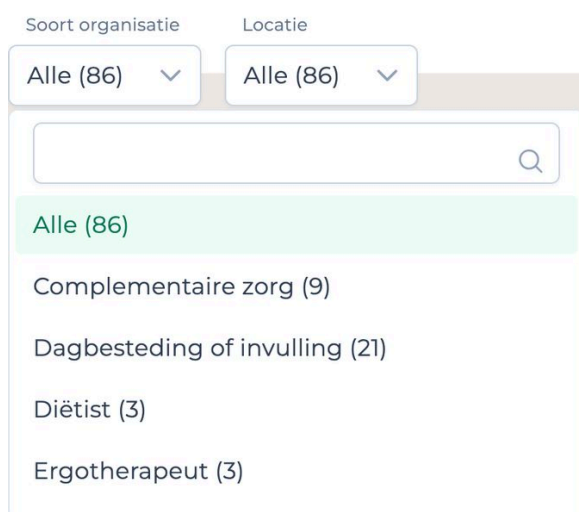 Soort organisatie Locatie
Alle (86) Alle (86)
Alle (86)
Complementaire zorg (9)
Dagbesteding of invulling (21)
Diëtist (3)
Ergotherapeut (3)